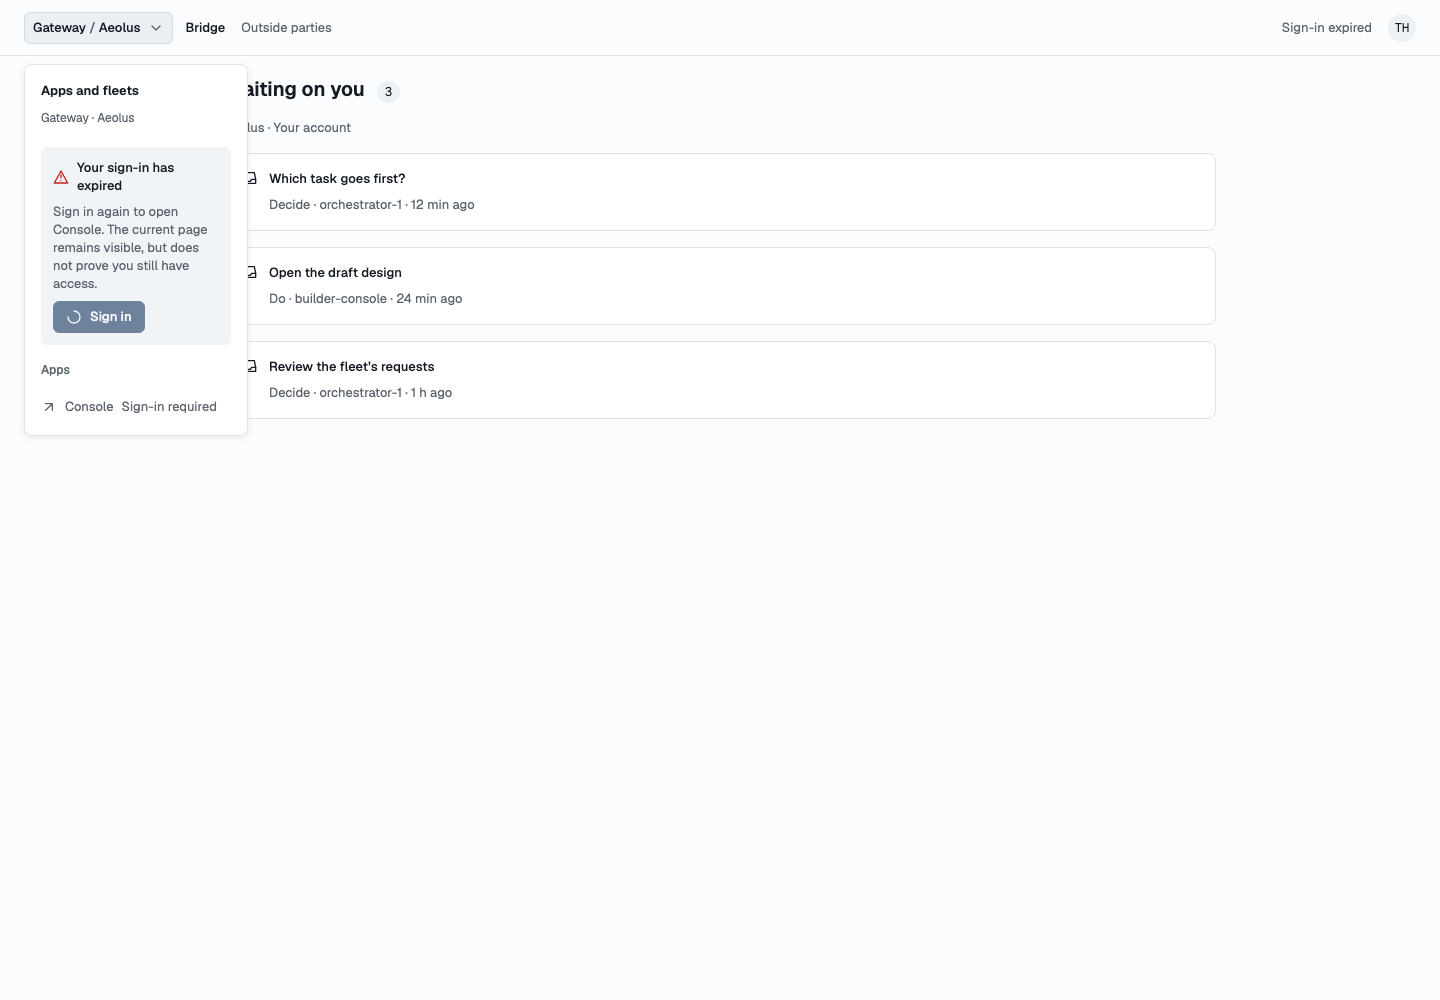 Gateway / Aeolus
Bridge
Outside parties
Sign-in expired
TH
Apps and fleets
Gateway · Aeolus
Your sign-in has
expired
Sign in again to open
Console. The current page
remains visible, but does
not prove you still have
access.
Sign in
Apps
Console Sign-in required
aiting on you 3
lus · Your account
Which task goes first?
Decide · orchestrator-1 · 12 min ago
Open the draft design
Do · builder-console · 24 min ago
Review the fleet's requests
Decide · orchestrator-1 · 1 h ago